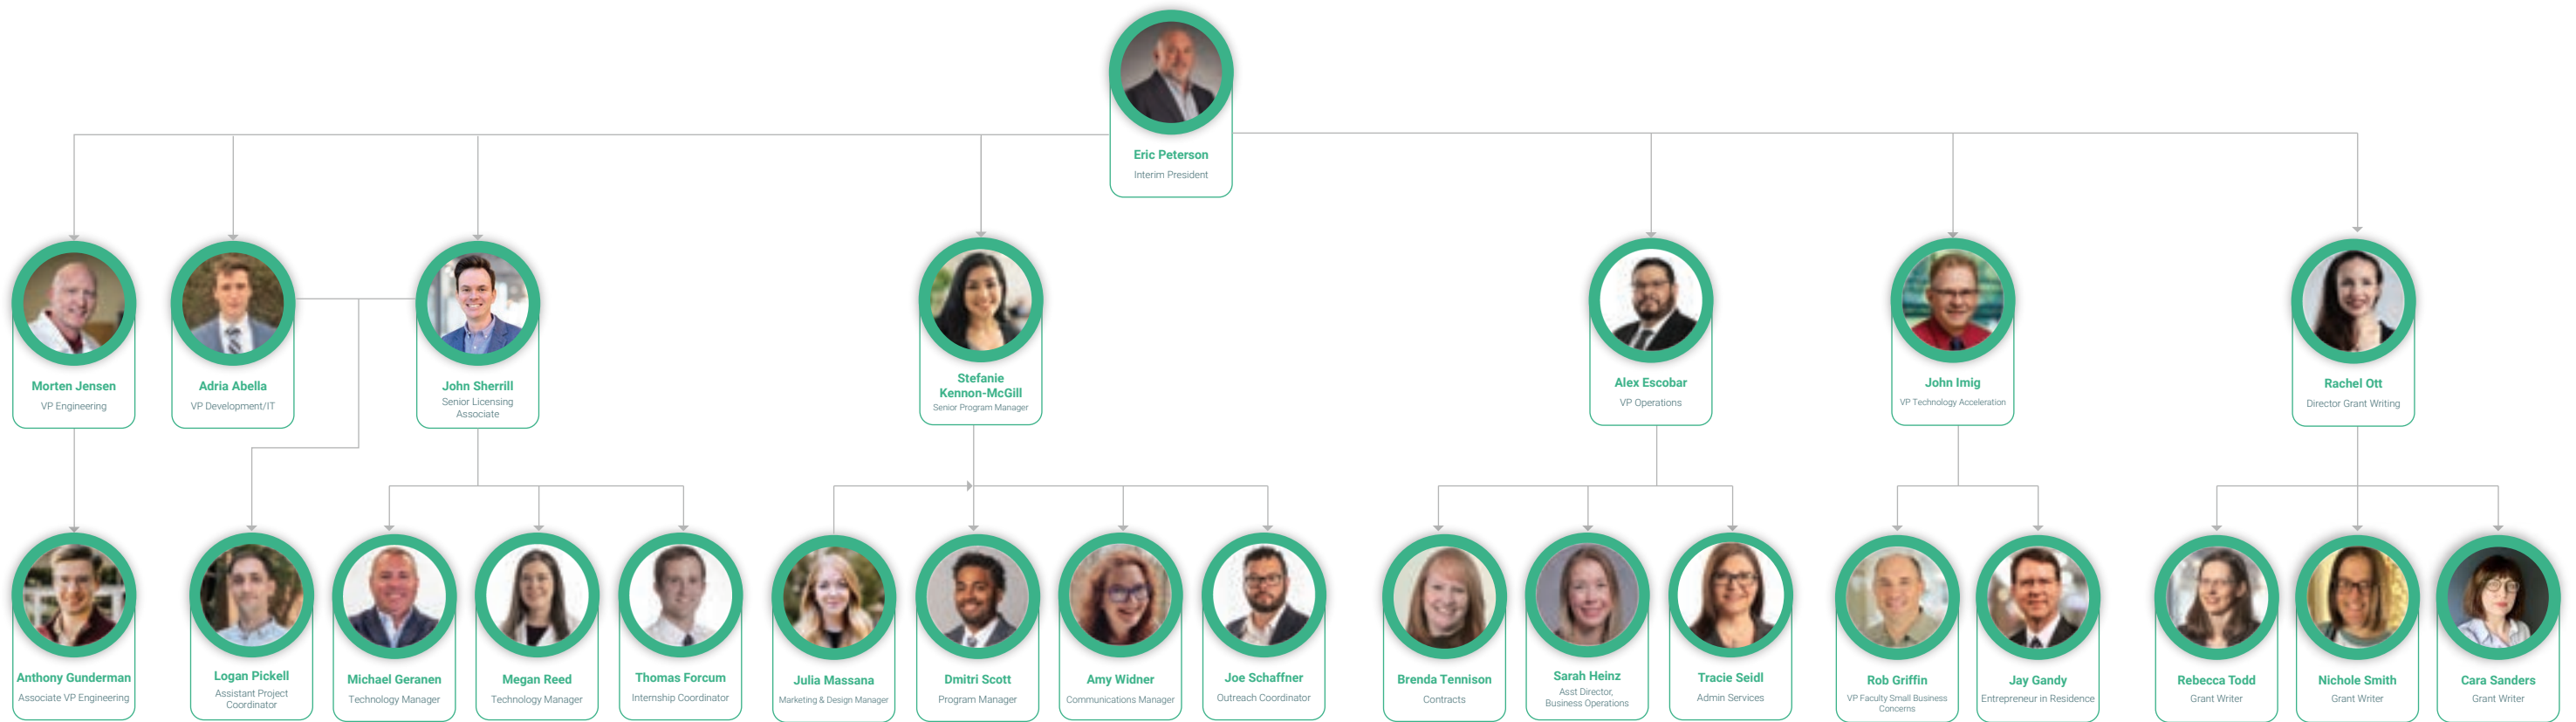 Eric Peterson
Interim President
Morten Jensen
VP Engineering
Adria Abella
VP Development/IT
John Sherrill
Senior Licensing
Associate
Stefanie
Kennon-McGill
Senior Program Manager
Alex Escobar
VP Operations
John Imig
VP Technology Acceleration
Rachel Ott
Director Grant Writing
Anthony Gunderman
Associate VP Engineering
Logan Pickell
Assistant Project
Coordinator
Michael Geranen
Technology Manager
Megan Reed
Technology Manager
Thomas Forcum
Internship Coordinator
Julia Massana
Marketing & Design Manager
Dmitri Scott
Program Manager
Amy Widner
Communications Manager
Joe Schaffner
Outreach Coordinator
Brenda Tennison
Contracts
Sarah Heinz
Asst Director,
Business Operations
Tracie Seidl
Admin Services
Rob Griffin
VP Faculty Small Business
Concerns
Jay Gandy
Entrepreneur in Residence
Rebecca Todd
Grant Writer
Nichole Smith
Grant Writer
Cara Sanders
Grant Writer